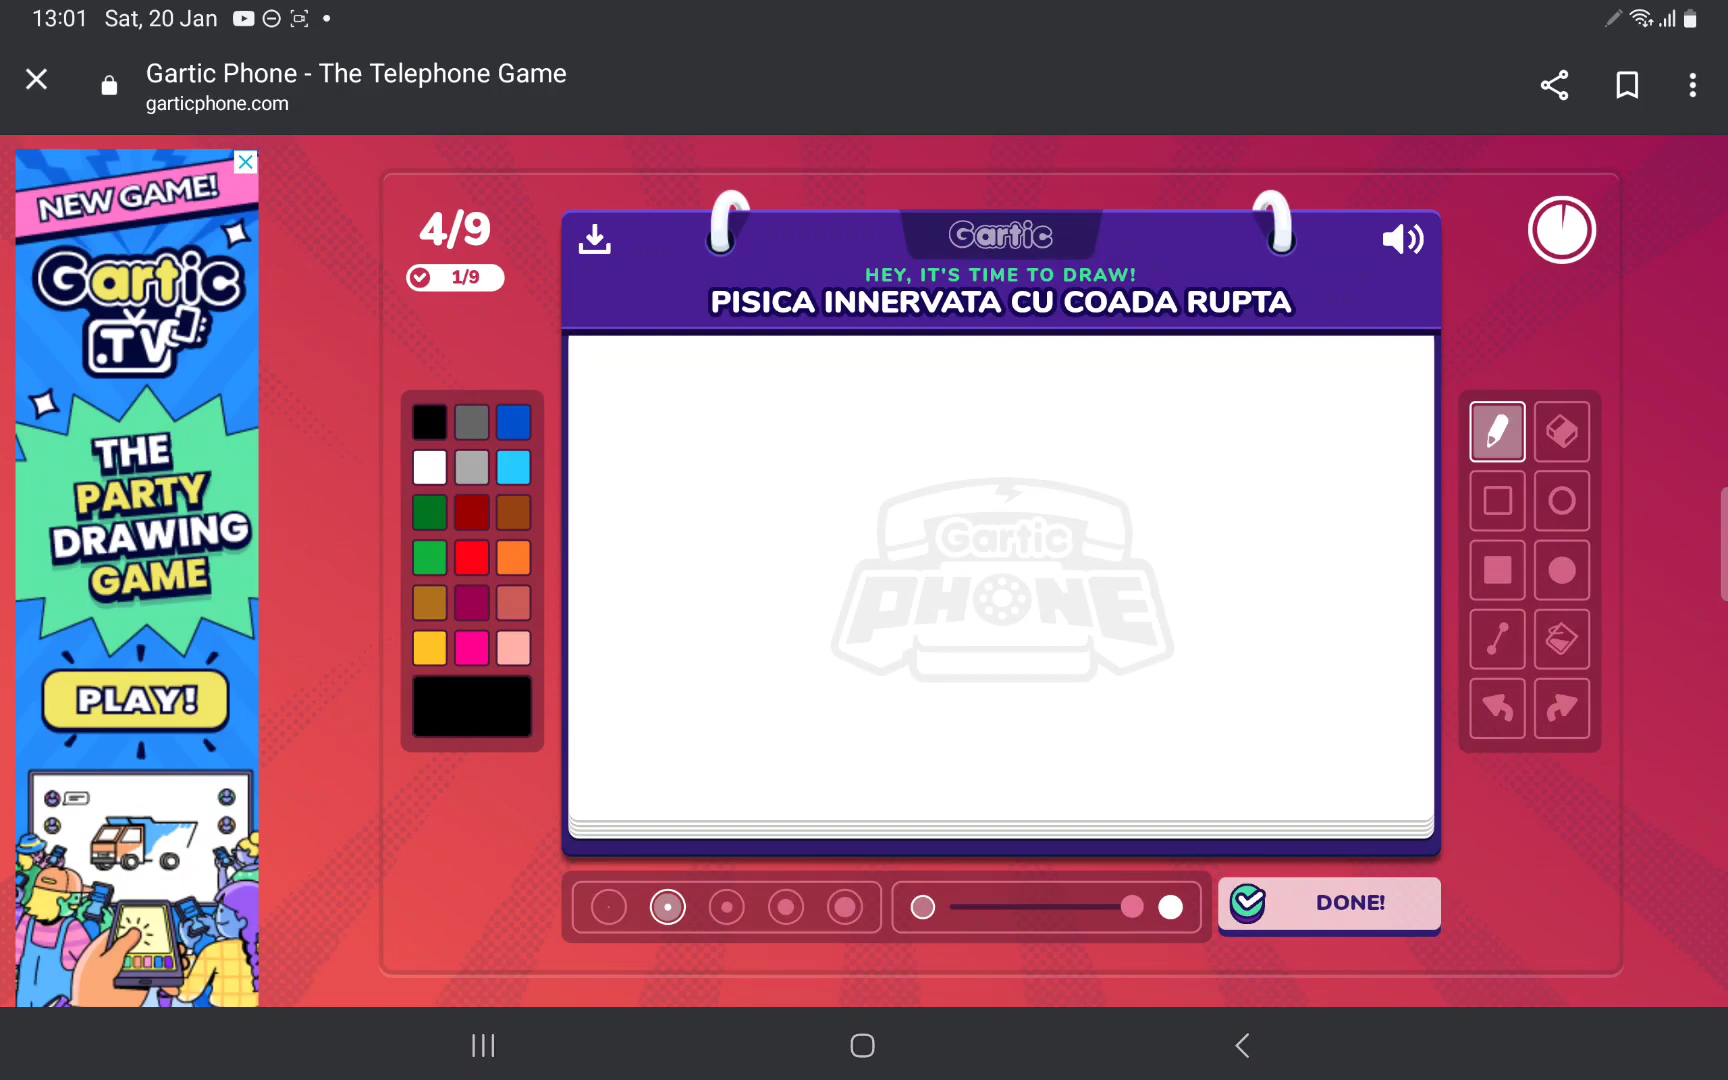 13:01 Sat, 20 Jan
Gartic Phone - The Telephone Game
garticphone.com
NEW GAME!
Gartic
.TV
THE
PARTY
DRAWING
GAME
PLAY!
4/9
1/9
Gartic
HEY, IT'S TIME TO DRAW!
PISICA INNERVATA CU COADA RUPTA
Gartic
PHONE
DONE!